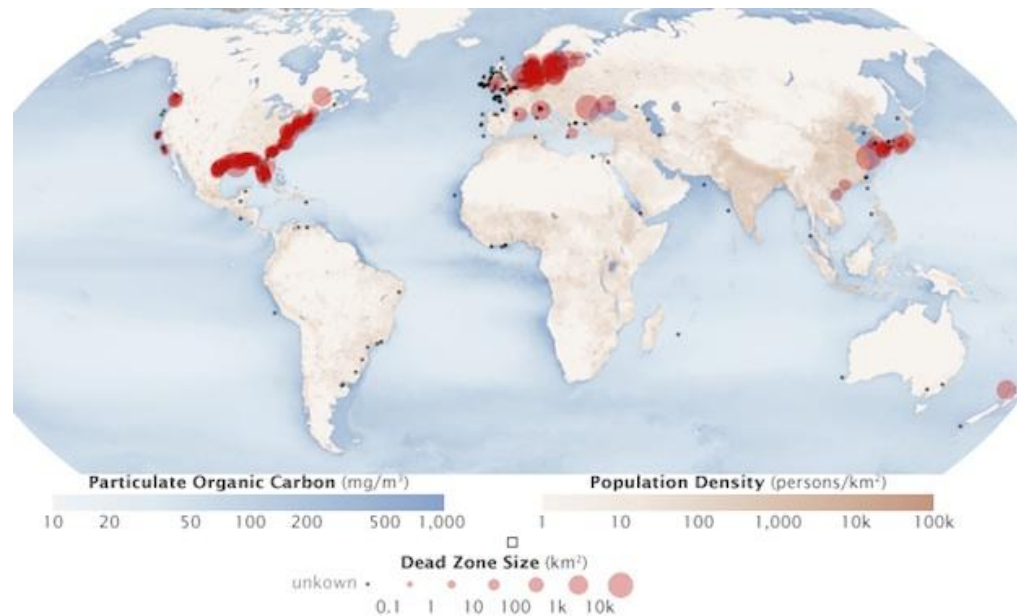 Particulate Organic Carbon (mg/m³)
10 20 50 100 200 500 1,000
Population Density (persons/km²)
1 10 100 1,000 10k 100k
Dead Zone Size (km²)
unkown
0.1 1 10 100 1k 10k